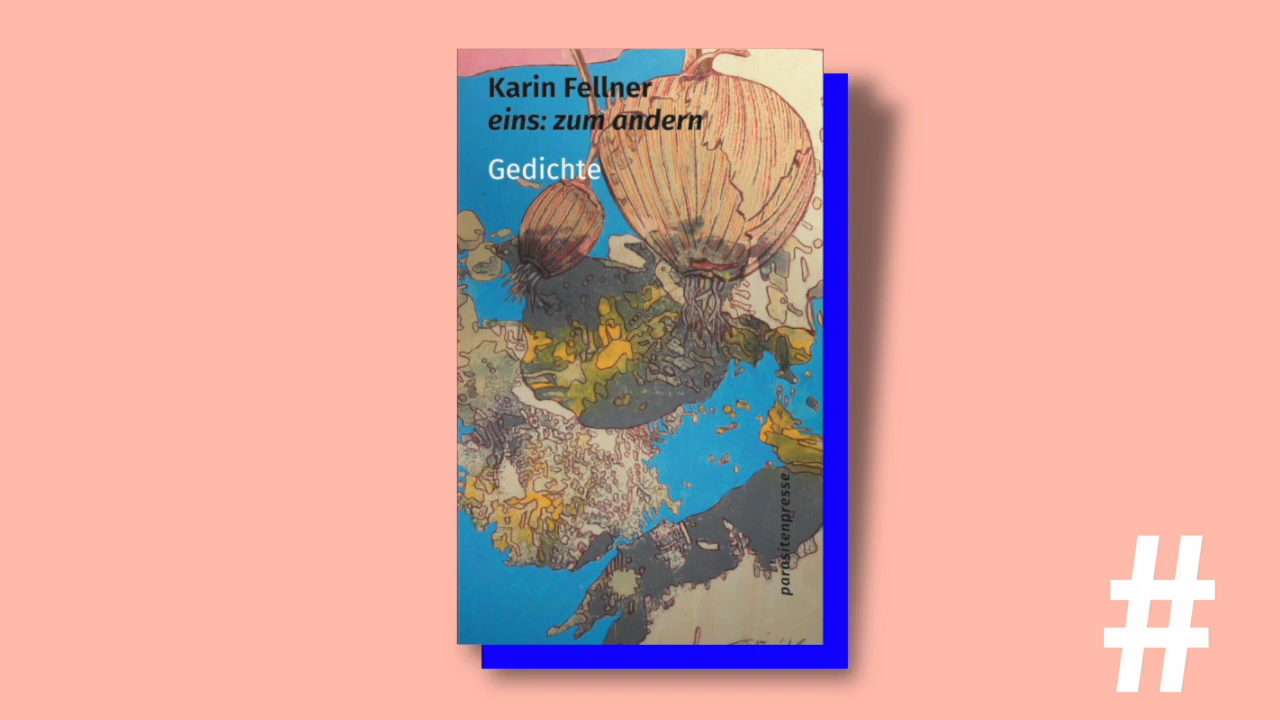 Karin Fellner
eins: zum andern
Gedichte
parasitenpresse
#